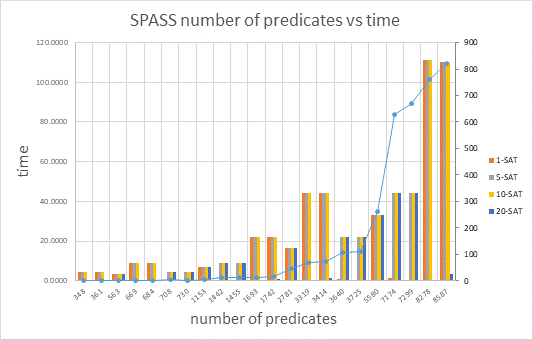 SPASS number of predicates vs time
120.0000
100.0000
80.0000
60.0000
40.0000
20.0000
0.0000
time
900
800
700
600
500
400
300
200
100
0
1-SAT
5-SAT
10-SAT
20-SAT
348 361 563 669 684 708 730 1153 1442 1455 1693 1742 2781 3319 3414 3640 3725 5580 7174 7299 8278 8587
number of predicates